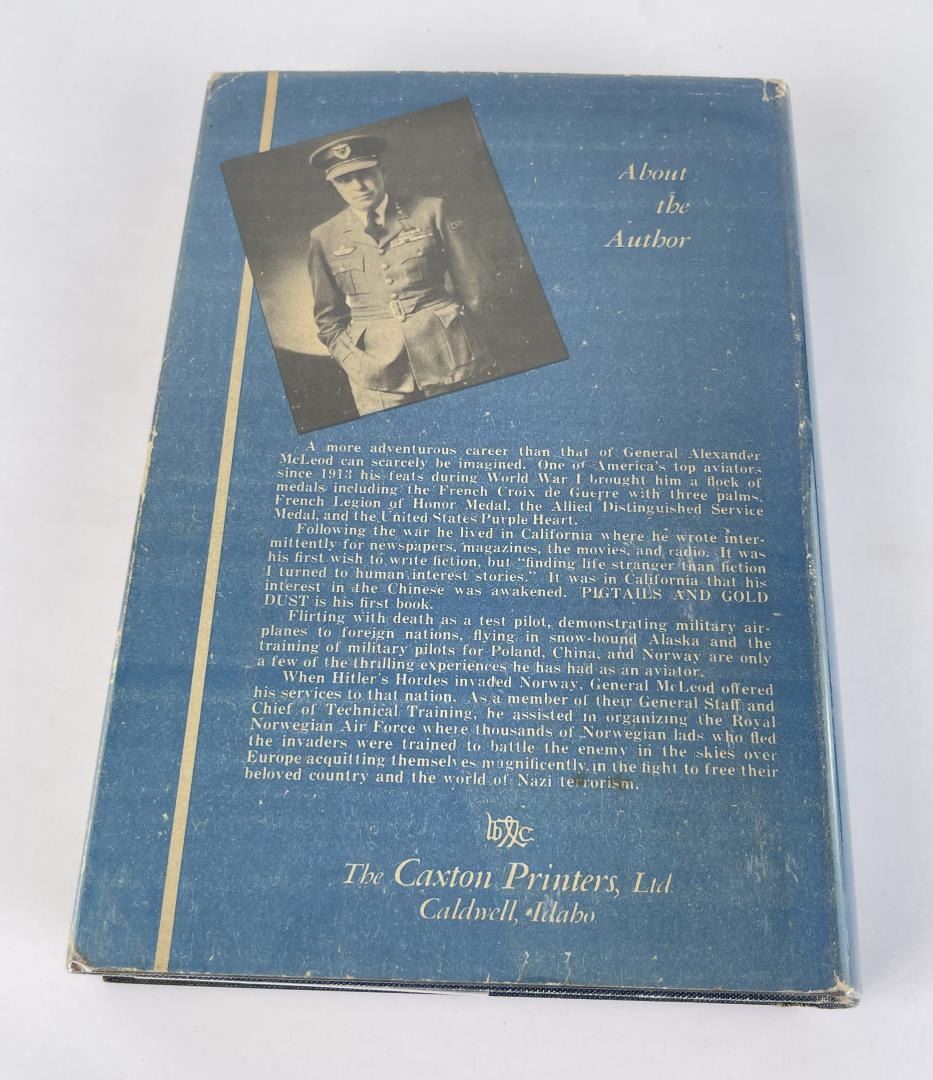 About
the
Author
A more adventurous career than that of General Alexander
McLeod can scarcely be imagined. One of America's top aviators
since 1913 his feats during World War I brought him a flock of
medals including the French Croix de Guerre with three palms,
French Legion of Honor Medal, the Allied Distinguished Service
Medal, and the United States Purple Heart.
Following the war he lived in California where he wrote inter-
mittently for newspapers, magazines, the movies, and radio. It was
his first wish to write fiction, but "finding life stranger than fiction
I turned to human interest stories." It was in California that his
interest in the Chinese was awakened. PIGTAILS AND GOLD
DUST is his first book.
Flirting with death as a test pilot, demonstrating military air-
planes to foreign nations, flying in snow-bound Alaska and the
training of military pilots for Poland, China, and Norway are only
a few of the thrilling experiences he has had as an aviator.
When Hitler's Hordes invaded Norway, General McLeod offered
his services to that nation. As a member of their General Staff and
Chief of Technical Training, he assisted in organizing the Royal
Norwegian Air Force where thousands of Norwegian lads who fled
the invaders were trained to battle the enemy in the skies over
Europe acquitting themselves magnificently in the fight to free their
beloved country and the world of Nazi terrorism.
The Caxton Printers, Ltd.
Caldwell, Idaho